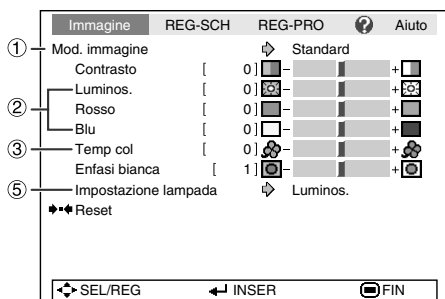 Immagine REG-SCH REG-PRO ? Aiuto
① Mod. immagine Standard
Contrasto [ 0] - +
② Luminos. [ 0] - +
Rosso [ 0] - +
Blu [ 0] - +
③ Temp col [ 0] - +
Enfasi bianca [ 1] - +
⑤ Impostazione lampada Luminos.
Reset
SEL/REG INSER FIN